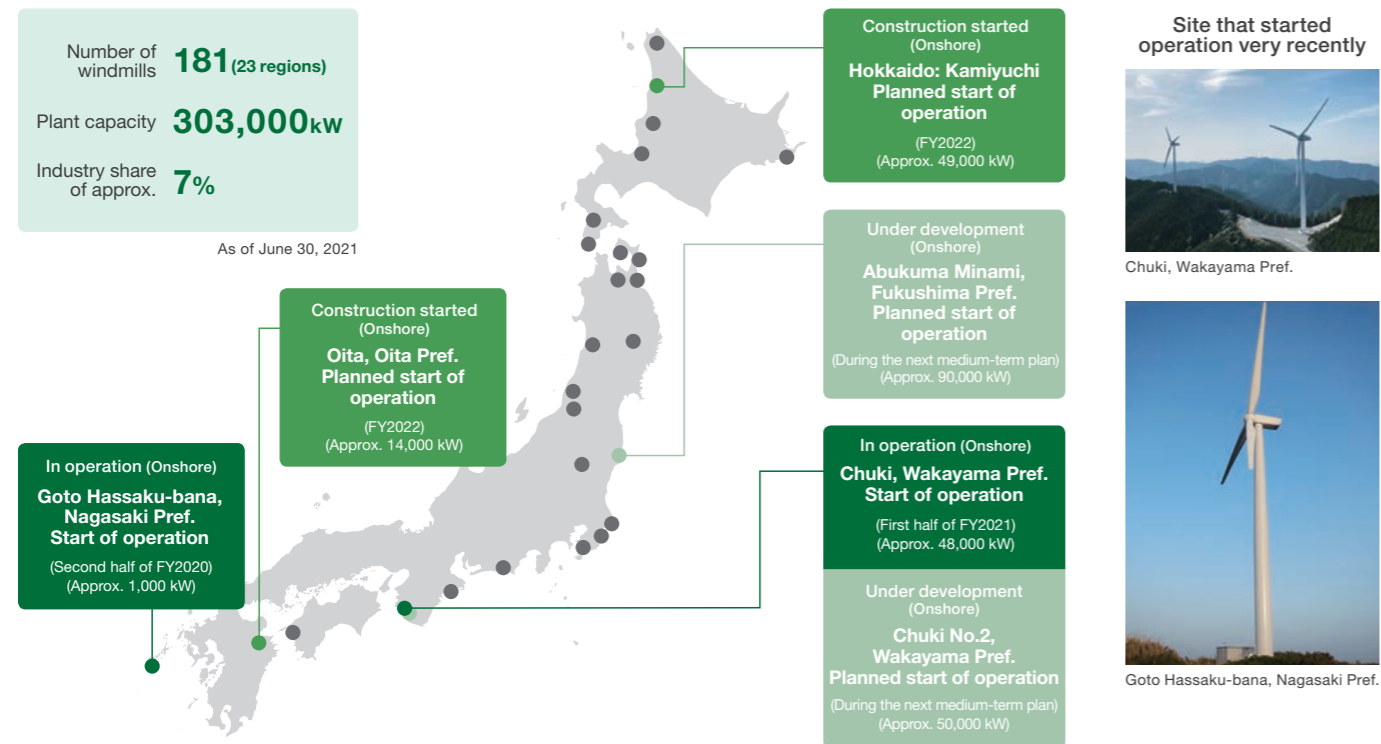 Number of
windmills
181 (23 regions)
Plant capacity 303,000kW
Industry share
of approx.
7%
As of June 30, 2021
Construction started
(Onshore)
Hokkaido: Kamiyuchi
Planned start of
operation
(FY2022)
(Approx. 49,000 kW)
Under development
(Onshore)
Abukuma Minami,
Fukushima Pref.
Planned start of
operation
(During the next medium-term plan)
(Approx. 90,000 kW)
Construction started
(Onshore)
Oita, Oita Pref.
Planned start of
operation
(FY2022)
(Approx. 14,000 kW)
In operation (Onshore)
Goto Hassaku-bana,
Nagasaki Pref.
Start of operation
(Second half of FY2020)
(Approx. 1,000 kW)
In operation (Onshore)
Chuki, Wakayama Pref.
Start of operation
(First half of FY2021)
(Approx. 48,000 kW)
Under development
(Onshore)
Chuki No.2,
Wakayama Pref.
Planned start of operation
(During the next medium-term plan)
(Approx. 50,000 kW)
Site that started
operation very recently
Chuki, Wakayama Pref.
Goto Hassaku-bana, Nagasaki Pref.